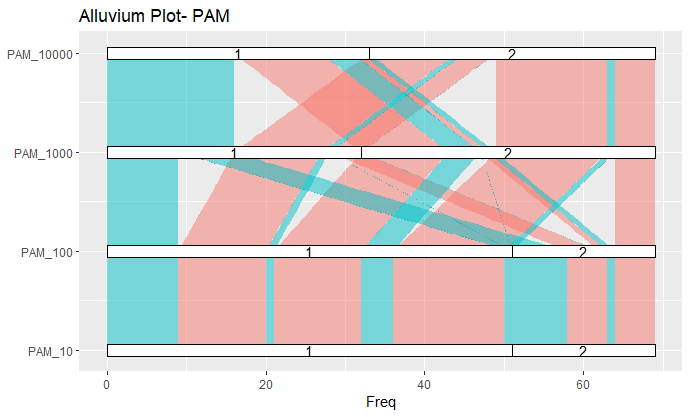 Alluvium Plot- PAM
PAM_10000 1 2
PAM_1000 1 2
PAM_100 1 2
PAM_10 1 2
0 20 40 60
Freq